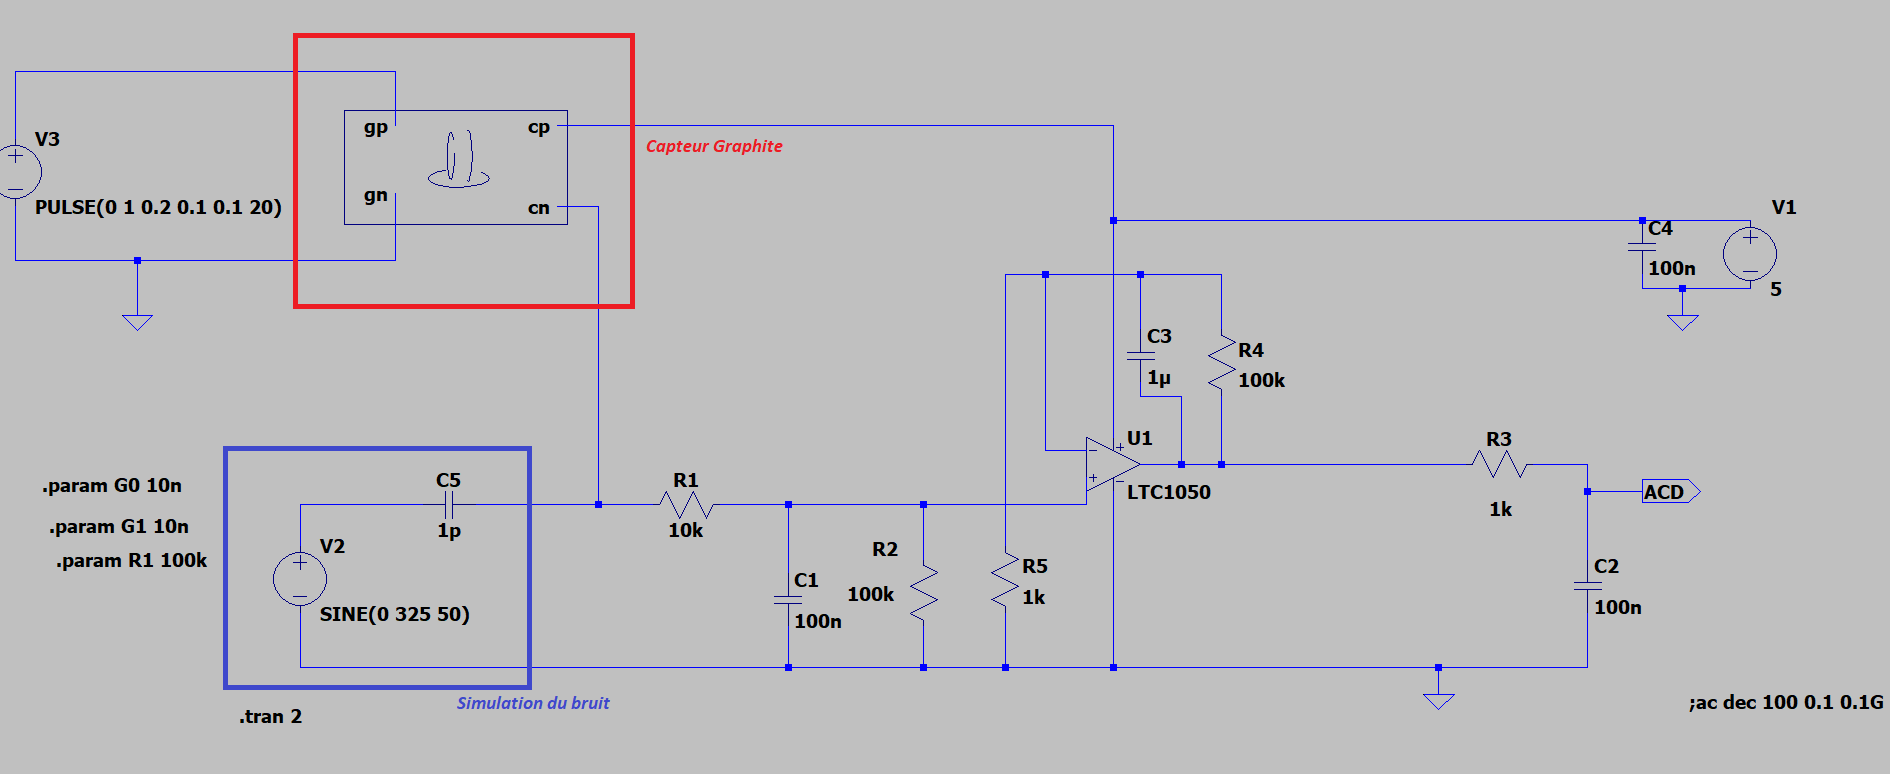 V3
PULSE(0 1 0.2 0.1 0.1 20)
gp
cp
gn
cn
Capteur Graphite
V1
C4
100n
5
C3
1µ
R4
100k
U1
LTC1050
R3
1k
ACD
.param G0 10n
.param G1 10n
.param R1 100k
C5
1p
V2
SINE(0 325 50)
R1
10k
C1
100n
R2
100k
R5
1k
C2
100n
Simulation du bruit
.tran 2
;ac dec 100 0.1 0.1G